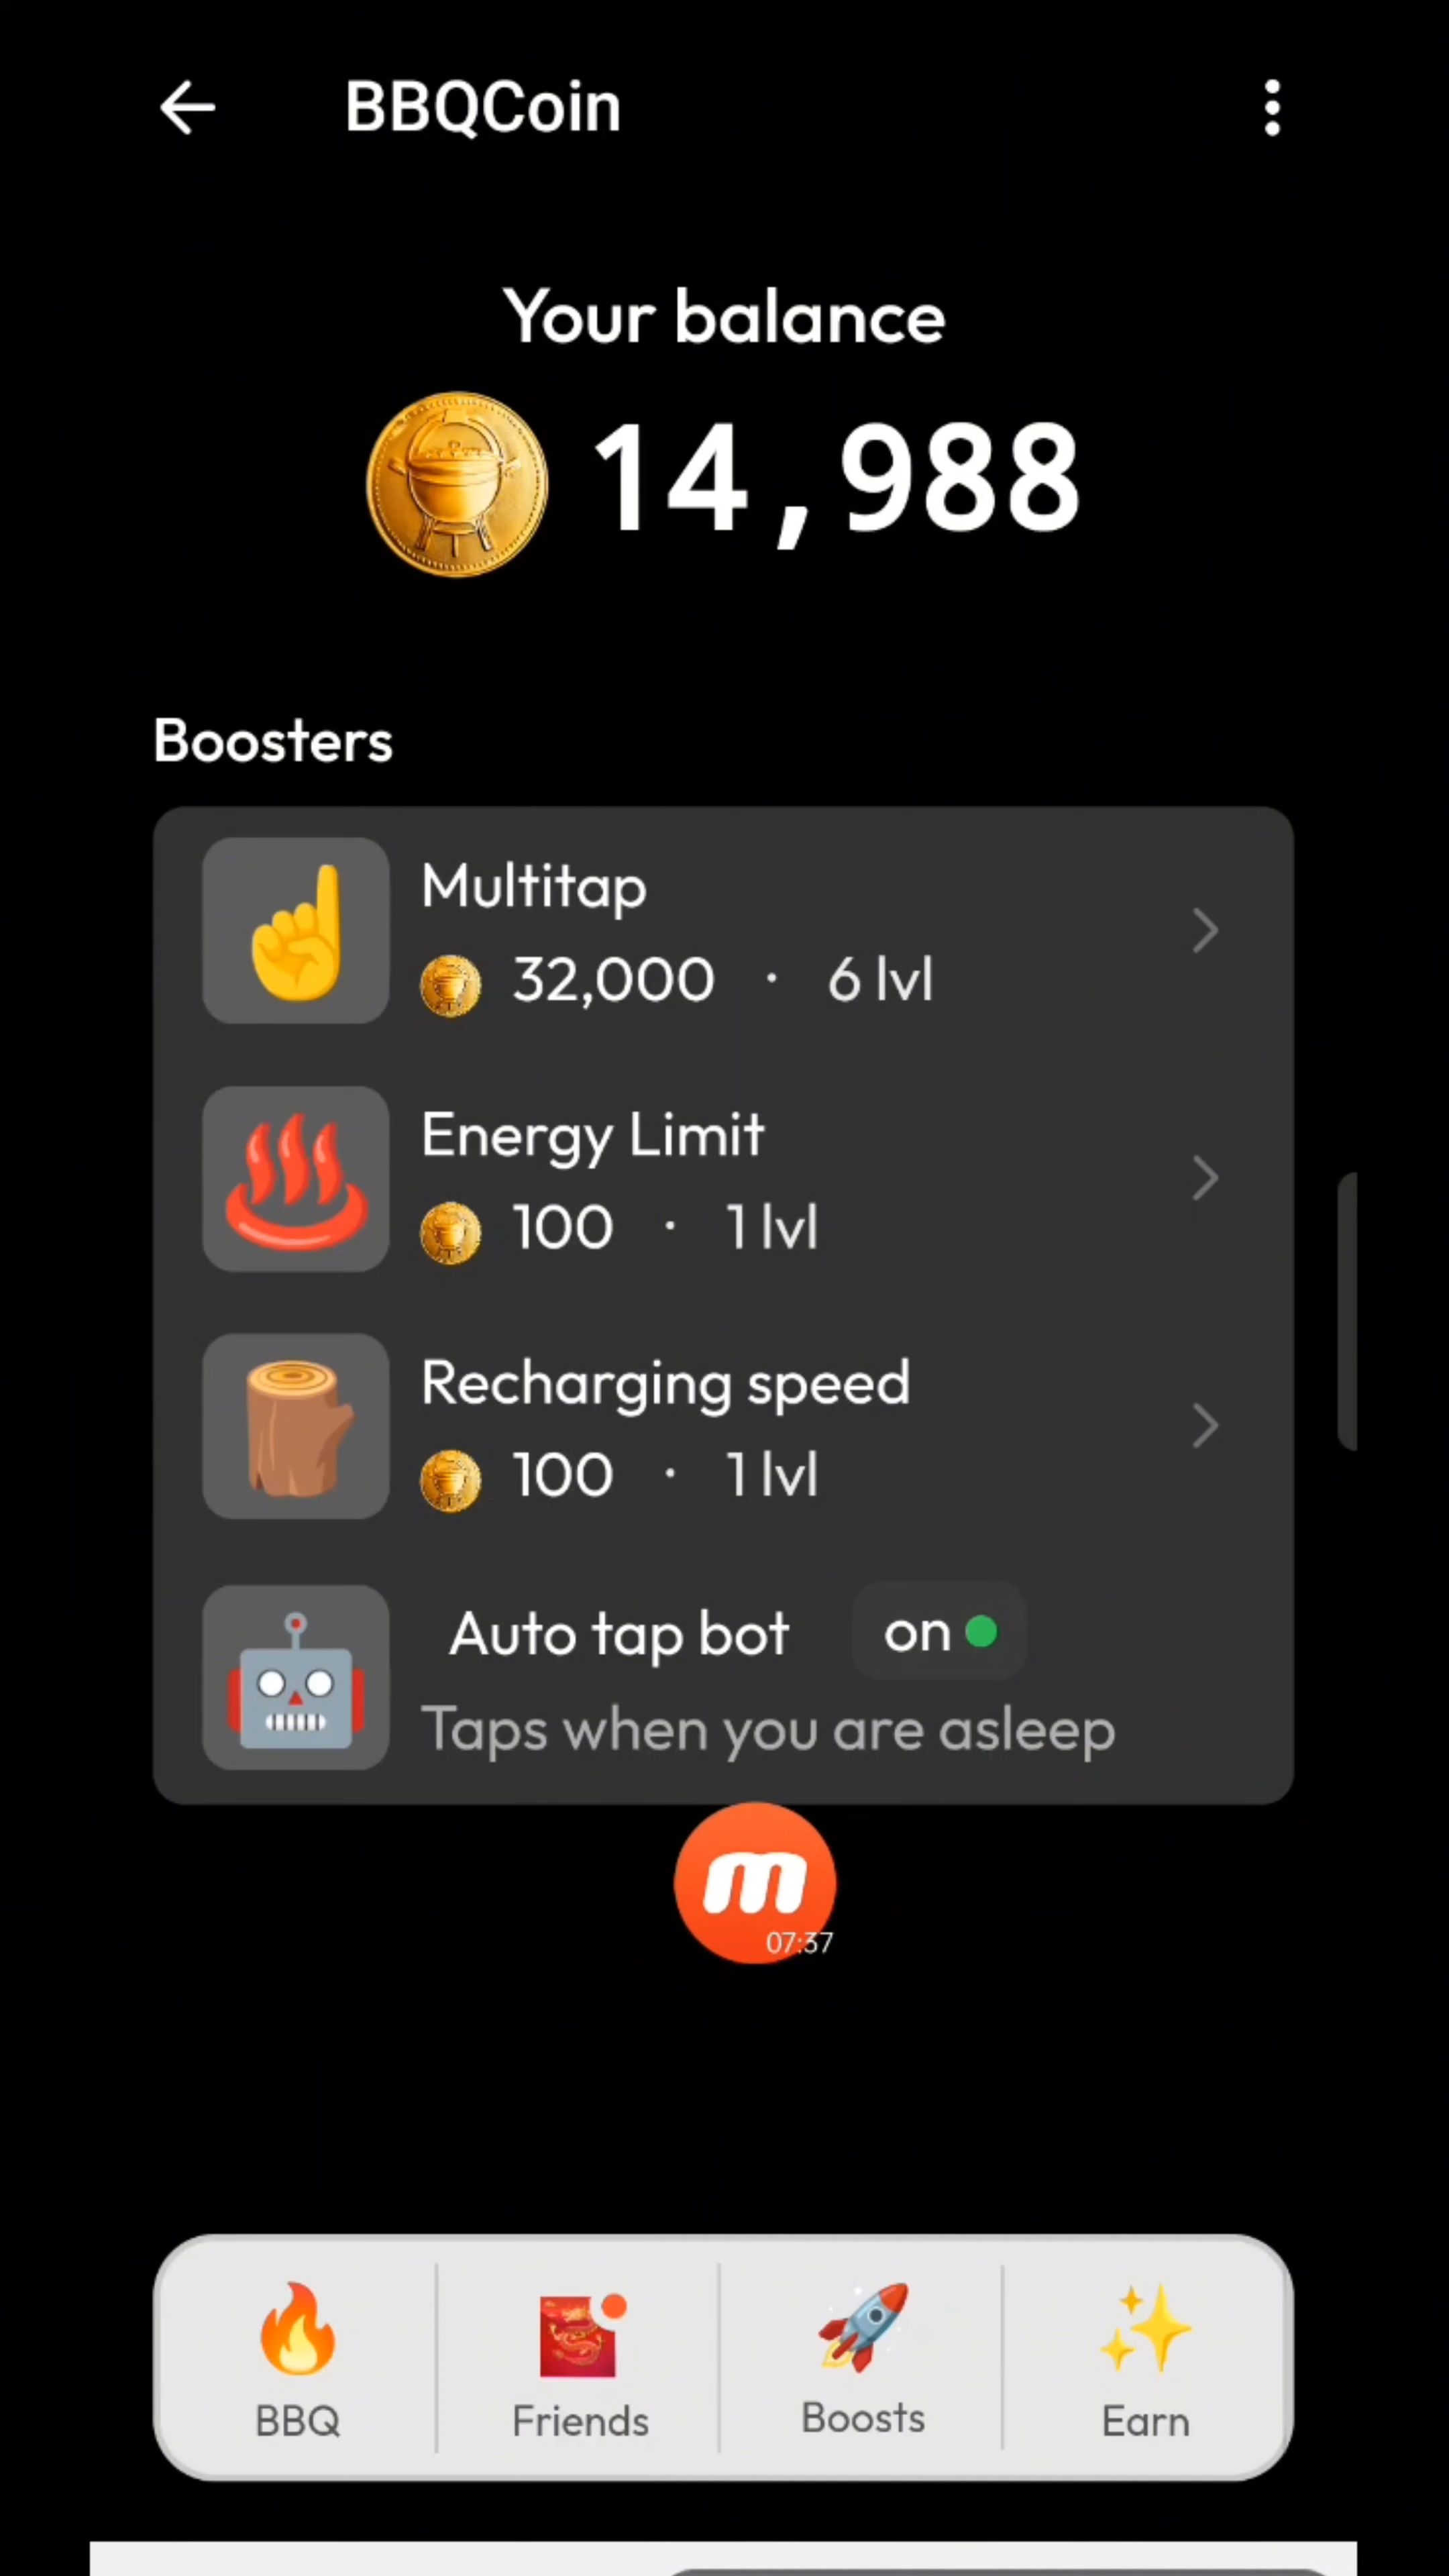 BBQCoin
Your balance
14,988
Boosters
Multitap
32,000 · 6 lvl
Energy Limit
100 · 1 lvl
Recharging speed
100 · 1 lvl
Auto tap bot on
Taps when you are asleep
m
07:37
BBQ Friends Boosts Earn